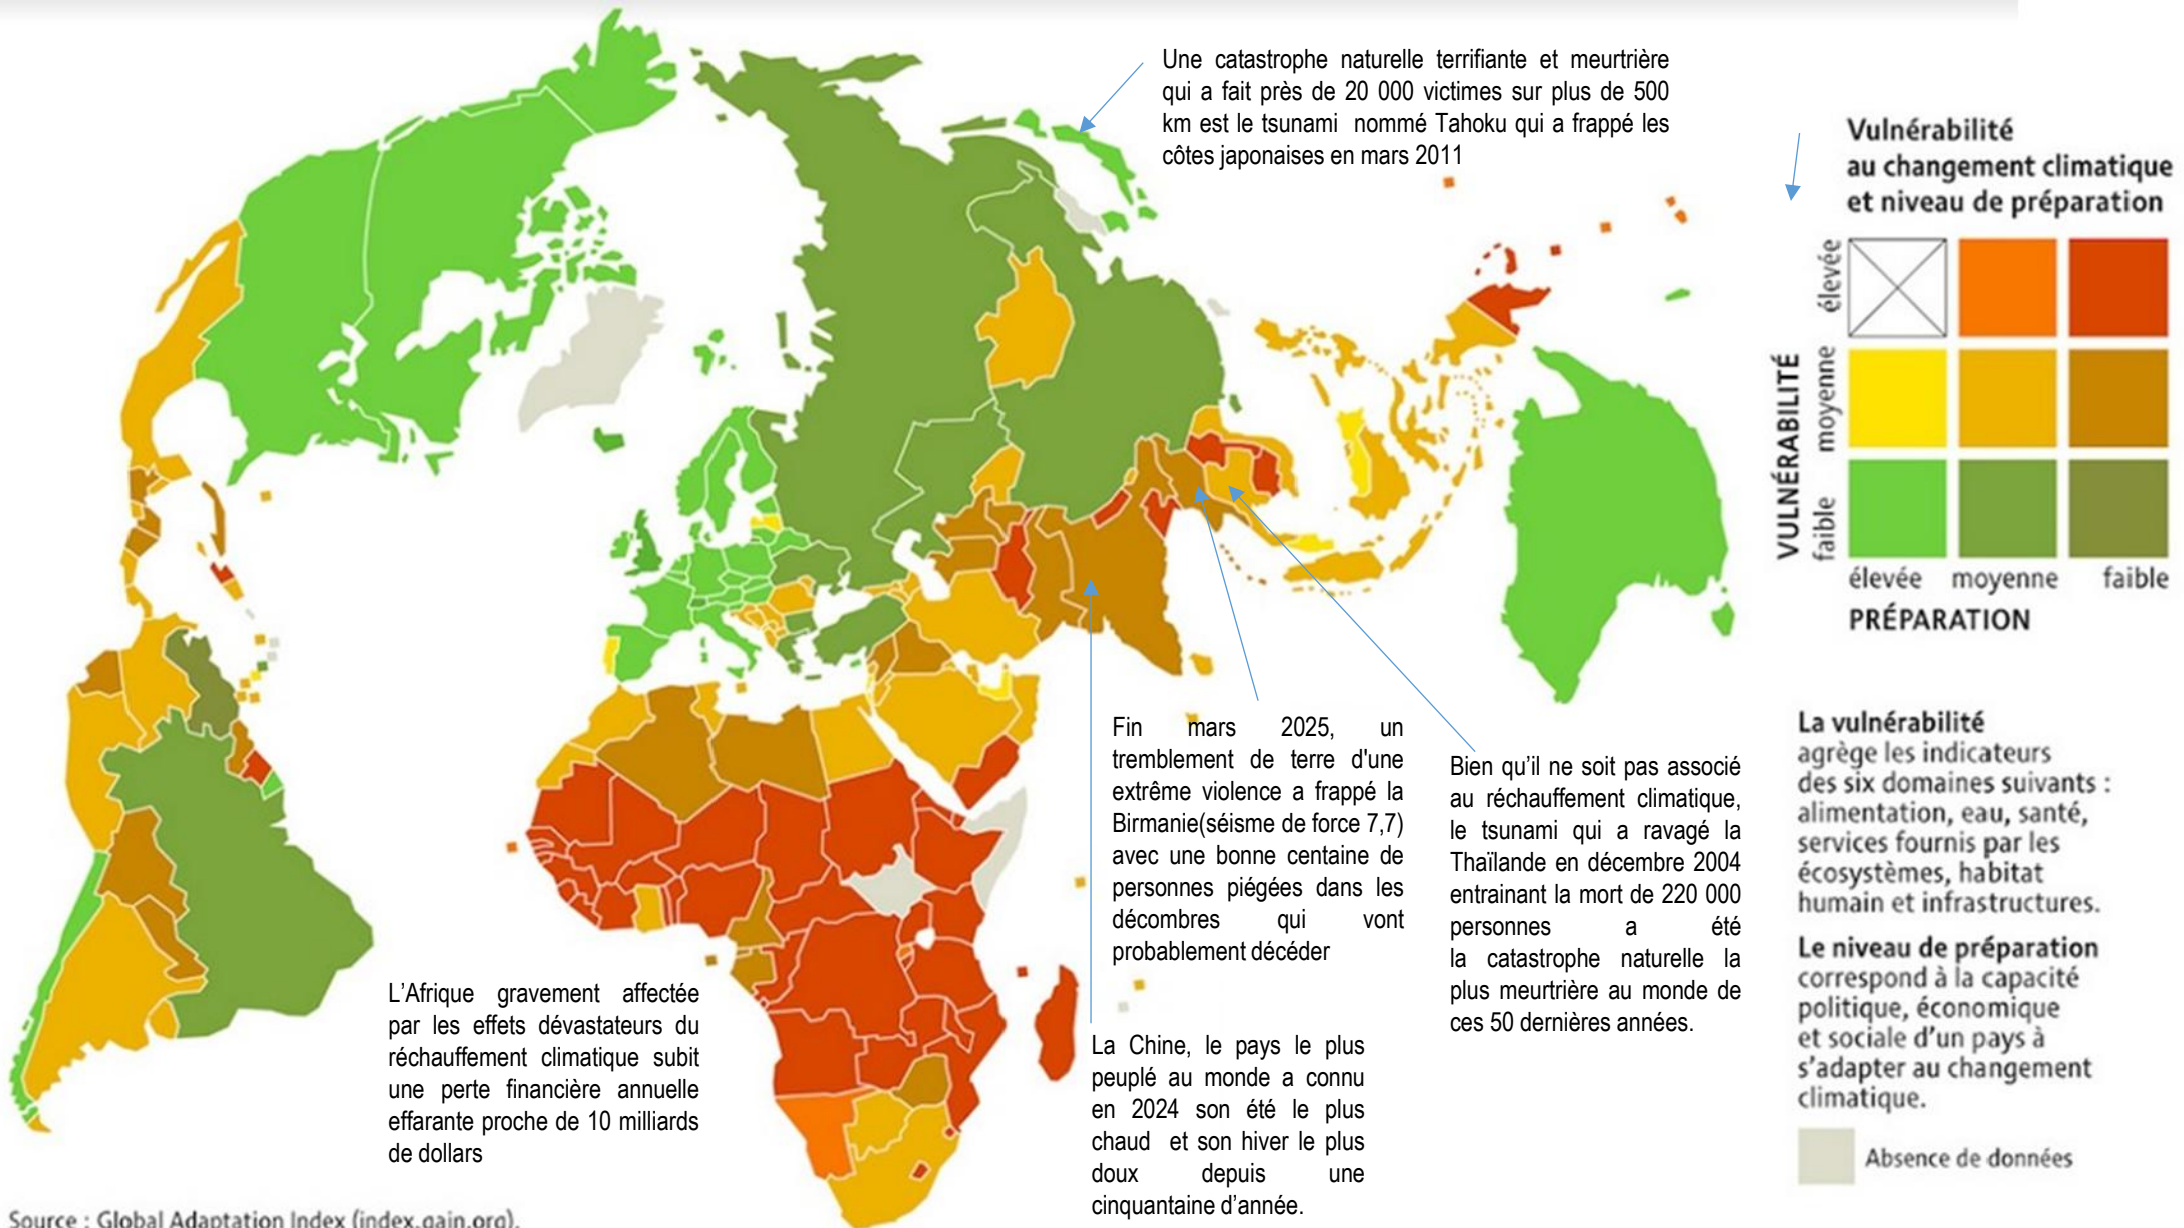 Une catastrophe naturelle terrifiante et meurtrière
qui a fait près de 20 000 victimes sur plus de 500
km est le tsunami nommé Tahoku qui a frappé les
côtes japonaises en mars 2011
Vulnérabilité
au changement climatique
et niveau de préparation
VULNÉRABILITÉ
élevée
moyenne
faible
élevée moyenne faible
PRÉPARATION
La vulnérabilité
agrège les indicateurs
des six domaines suivants :
alimentation, eau, santé,
services fournis par les
écosystèmes, habitat
humain et infrastructures.
Le niveau de préparation
correspond à la capacité
politique, économique
et sociale d'un pays à
s'adapter au changement
climatique.
Absence de données
Fin mars 2025, un
tremblement de terre d'une
extrême violence a frappé la
Birmanie(séisme de force 7,7)
avec une bonne centaine de
personnes piégées dans les
décombres qui vont
probablement décéder
Bien qu'il ne soit pas associé
au réchauffement climatique,
le tsunami qui a ravagé la
Thaïlande en décembre 2004
entrainant la mort de 220 000
personnes a été
la catastrophe naturelle la
plus meurtrière au monde de
ces 50 dernières années.
L'Afrique gravement affectée
par les effets dévastateurs du
réchauffement climatique subit
une perte financière annuelle
effarante proche de 10 milliards
de dollars
La Chine, le pays le plus
peuplé au monde a connu
en 2024 son été le plus
chaud et son hiver le plus
doux depuis une
cinquantaine d'année.
Source : Global Adaptation Index (index.gain.org).